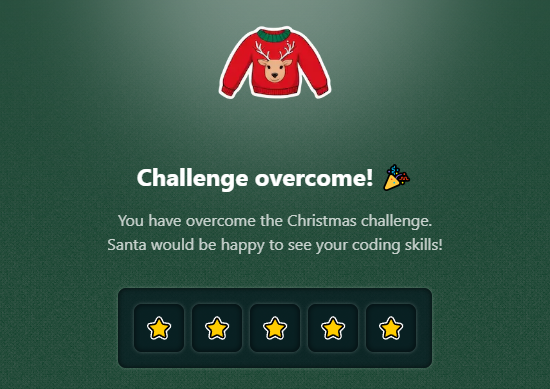 Challenge overcome!
You have overcome the Christmas challenge.
Santa would be happy to see your coding skills!